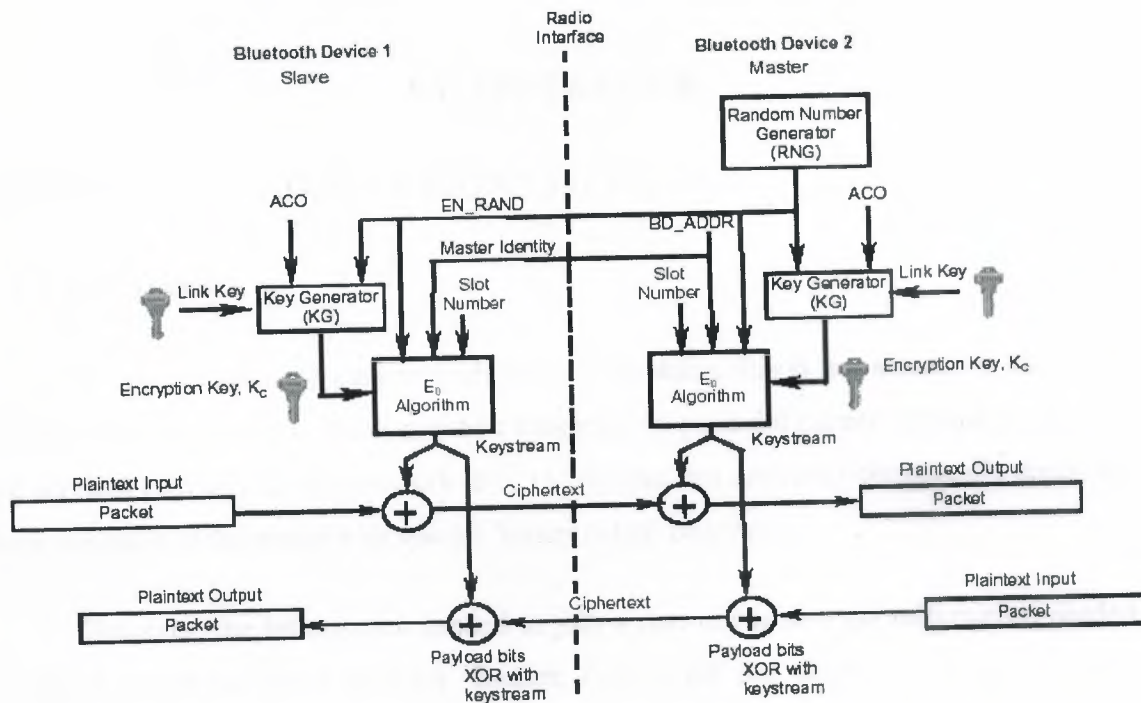 Radio
Interface
Bluetooth Device 1
Slave
Bluetooth Device 2
Master
Random Number
Generator
(RNG)
ACO
EN_RAND
BD_ADDR
ACO
Master Identity
Link Key
Key Generator
(KG)
Slot
Number
Slot
Number
Key Generator
(KG)
Link Key
Encryption Key, KC
E0
Algorithm
E0
Algorithm
Encryption Key, KC
Keystream
Keystream
Plaintext Input
Packet
Ciphertext
Plaintext Output
Packet
Plaintext Output
Packet
Ciphertext
Plaintext Input
Packet
Payload bits
XOR with
keystream
Payload bits
XOR with
keystream